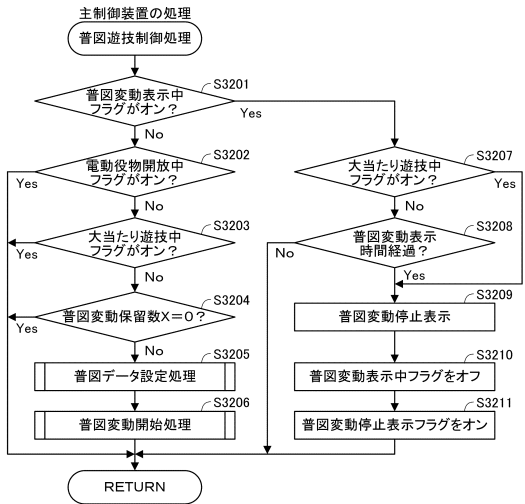 主制御装置の処理
普図遊技制御処理
S3201
普図変動表示中
フラグがオン?
Yes
No
S3202
電動役物開放中
フラグがオン?
Yes
No
S3203
大当たり遊技中
フラグがオン?
Yes
No
S3204
普図変動保留数X=0?
Yes
No
S3205
普図データ設定処理
S3206
普図変動開始処理
S3207
大当たり遊技中
フラグがオン?
Yes
No
S3208
普図変動表示
時間経過?
No
Yes
S3209
普図変動停止表示
S3210
普図変動表示中フラグをオフ
S3211
普図変動停止表示フラグをオン
RETURN